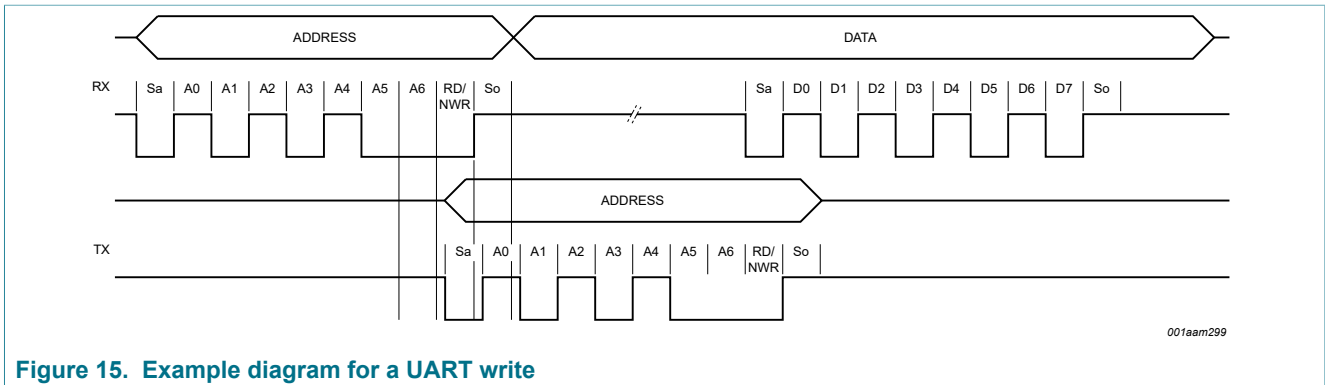 ADDRESS DATA
RX Sa A0 A1 A2 A3 A4 A5 A6 RD/ So Sa D0 D1 D2 D3 D4 D5 D6 D7 So
NWR
ADDRESS
TX Sa A0 A1 A2 A3 A4 A5 A6 RD/ So
NWR
001aam299
Figure 15. Example diagram for a UART write